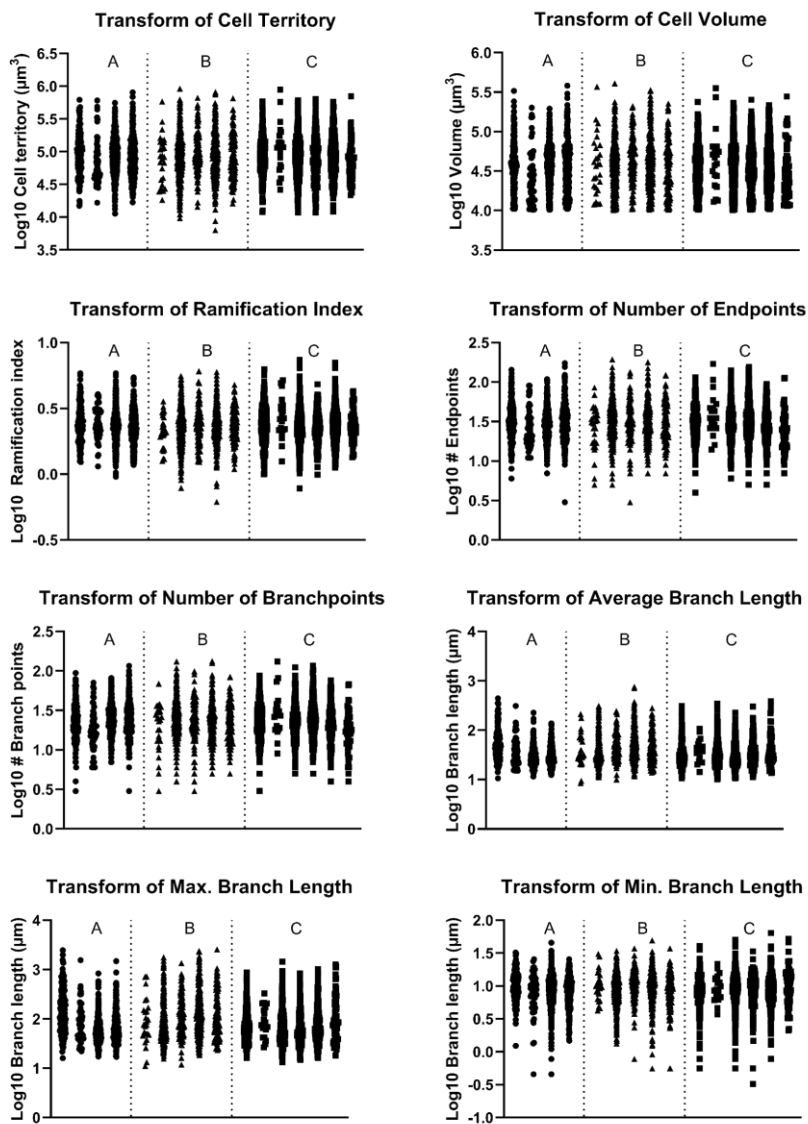 Transform of Cell Territory
Log10 Cell territory (µm³)
6.5
6.0
5.5
5.0
4.5
4.0
3.5
A
B
C
Transform of Cell Volume
Log10 Volume (µm³)
6.0
5.5
5.0
4.5
4.0
3.5
A
B
C
Transform of Ramification Index
Log10 Ramification index
1.0
0.5
0.0
-0.5
A
B
C
Transform of Number of Endpoints
Log10 # Endpoints
2.5
2.0
1.5
1.0
0.5
0.0
A
B
C
Transform of Number of Branchpoints
Log10 # Branch points
2.5
2.0
1.5
1.0
0.5
0.0
A
B
C
Transform of Average Branch Length
Log10 Branch length (µm)
4
3
2
1
0
A
B
C
Transform of Max. Branch Length
Log10 Branch length (µm)
4
3
2
1
0
A
B
C
Transform of Min. Branch Length
Log10 Branch length (µm)
2.0
1.5
1.0
0.5
0.0
-0.5
-1.0
A
B
C